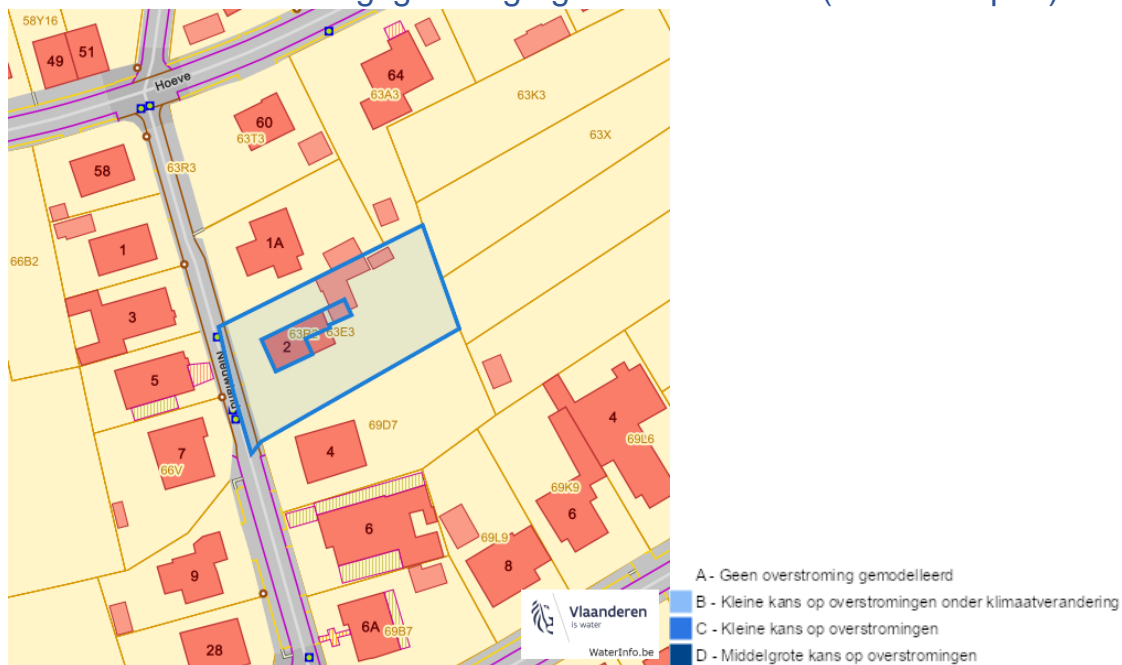 58Y16
49
51
Hoeve
64
63A3
63K3
60
63T3
63X
58
63R3
66B2
1
1A
3
63E3
2
Nieuwland
5
69D7
4
7
66V
4
69L6
69K9
6
6
69L9
8
9
6A
69B7
28
Vlaanderen
is water
WaterInfo.be
A - Geen overstroming gemodelleerd
B - Kleine kans op overstromingen onder klimaatverandering
C - Kleine kans op overstromingen
D - Middelgrote kans op overstromingen